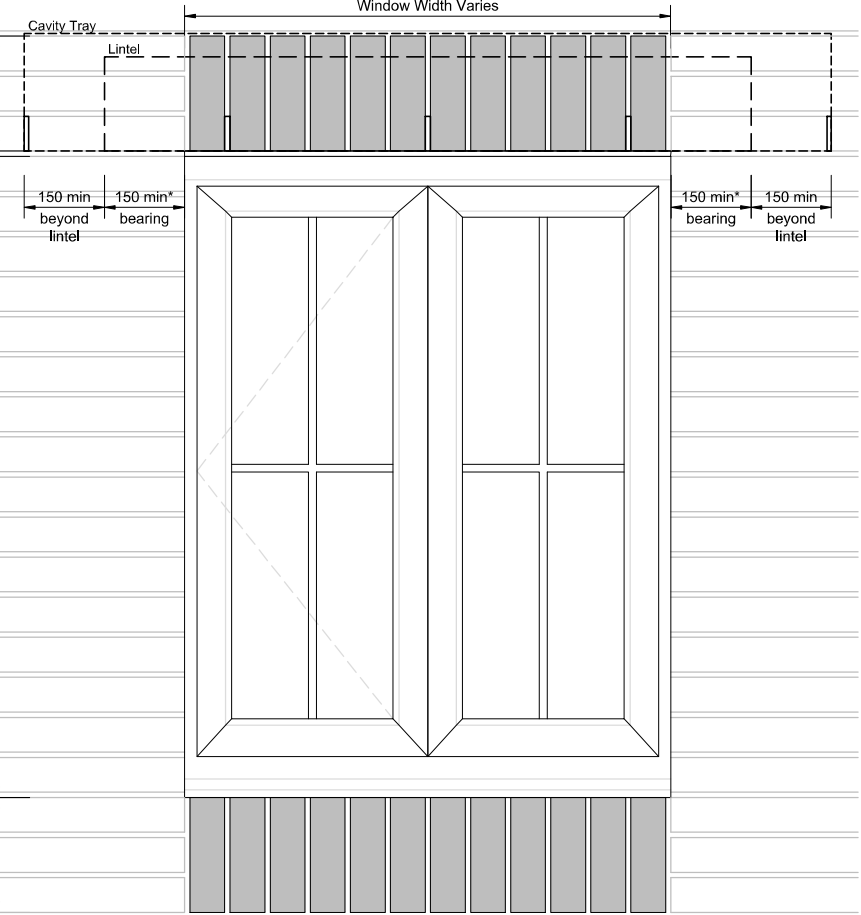 Window Width Varies
Cavity Tray
Lintel
150 min
beyond
lintel
150 min*
bearing
150 min*
bearing
150 min
beyond
lintel